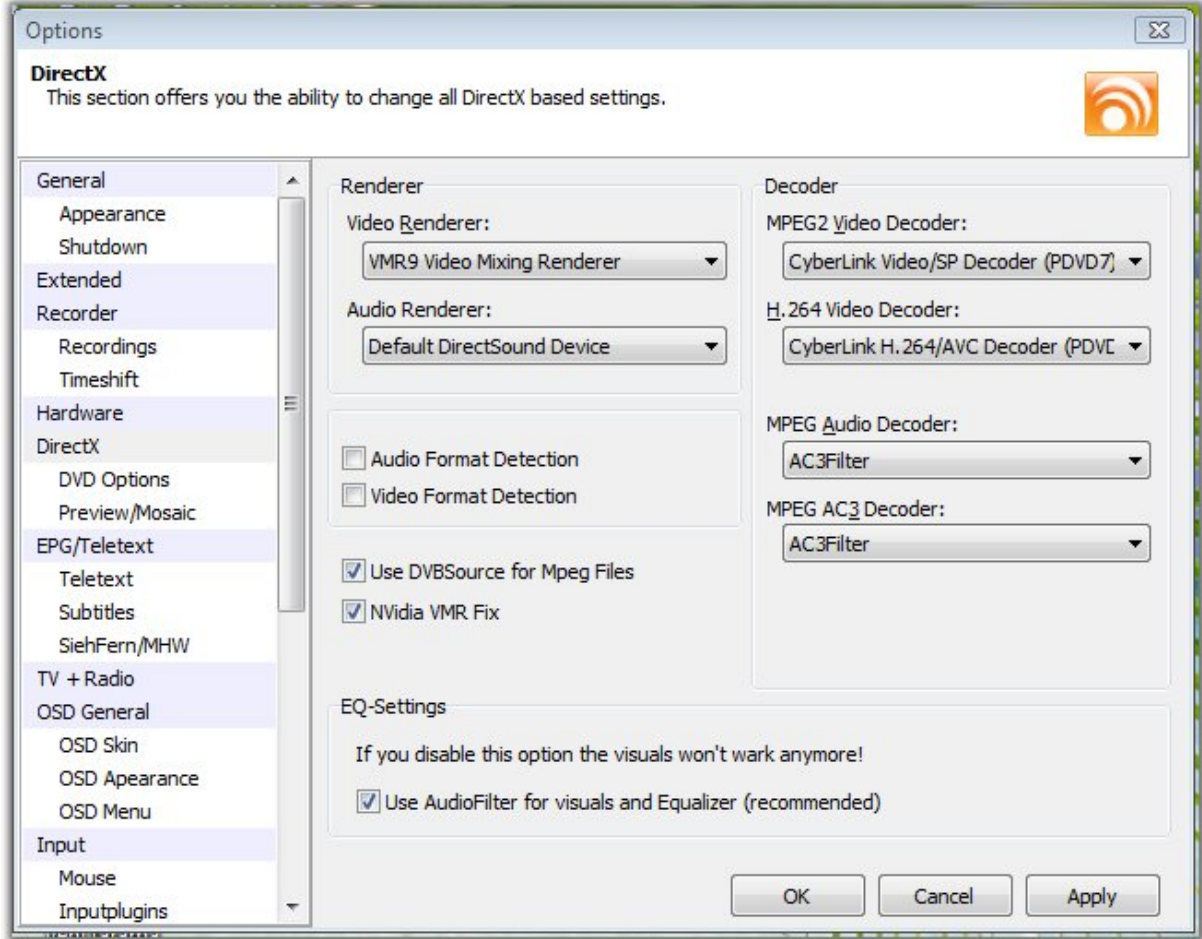 Options
DirectX
This section offers you the ability to change all DirectX based settings.
General
Appearance
Shutdown
Extended
Recorder
Recordings
Timeshift
Hardware
DirectX
DVD Options
Preview/Mosaic
EPG/Teletext
Teletext
Subtitles
SiehFern/MHW
TV + Radio
OSD General
OSD Skin
OSD Apearance
OSD Menu
Input
Mouse
Inputplugins
Renderer
Video Renderer:
VMR9 Video Mixing Renderer
Audio Renderer:
Default DirectSound Device
Audio Format Detection
Video Format Detection
Use DVBSource for Mpeg Files
NVidia VMR Fix
Decoder
MPEG2 Video Decoder:
CyberLink Video/SP Decoder (PDVD7)
H.264 Video Decoder:
CyberLink H.264/AVC Decoder
MPEG Audio Decoder:
AC3Filter
MPEG AC3 Decoder:
AC3Filter
EQ-Settings
If you disable this option the visuals won't wark anymore!
Use AudioFilter for visuals and Equalizer (recommended)
OK Cancel Apply